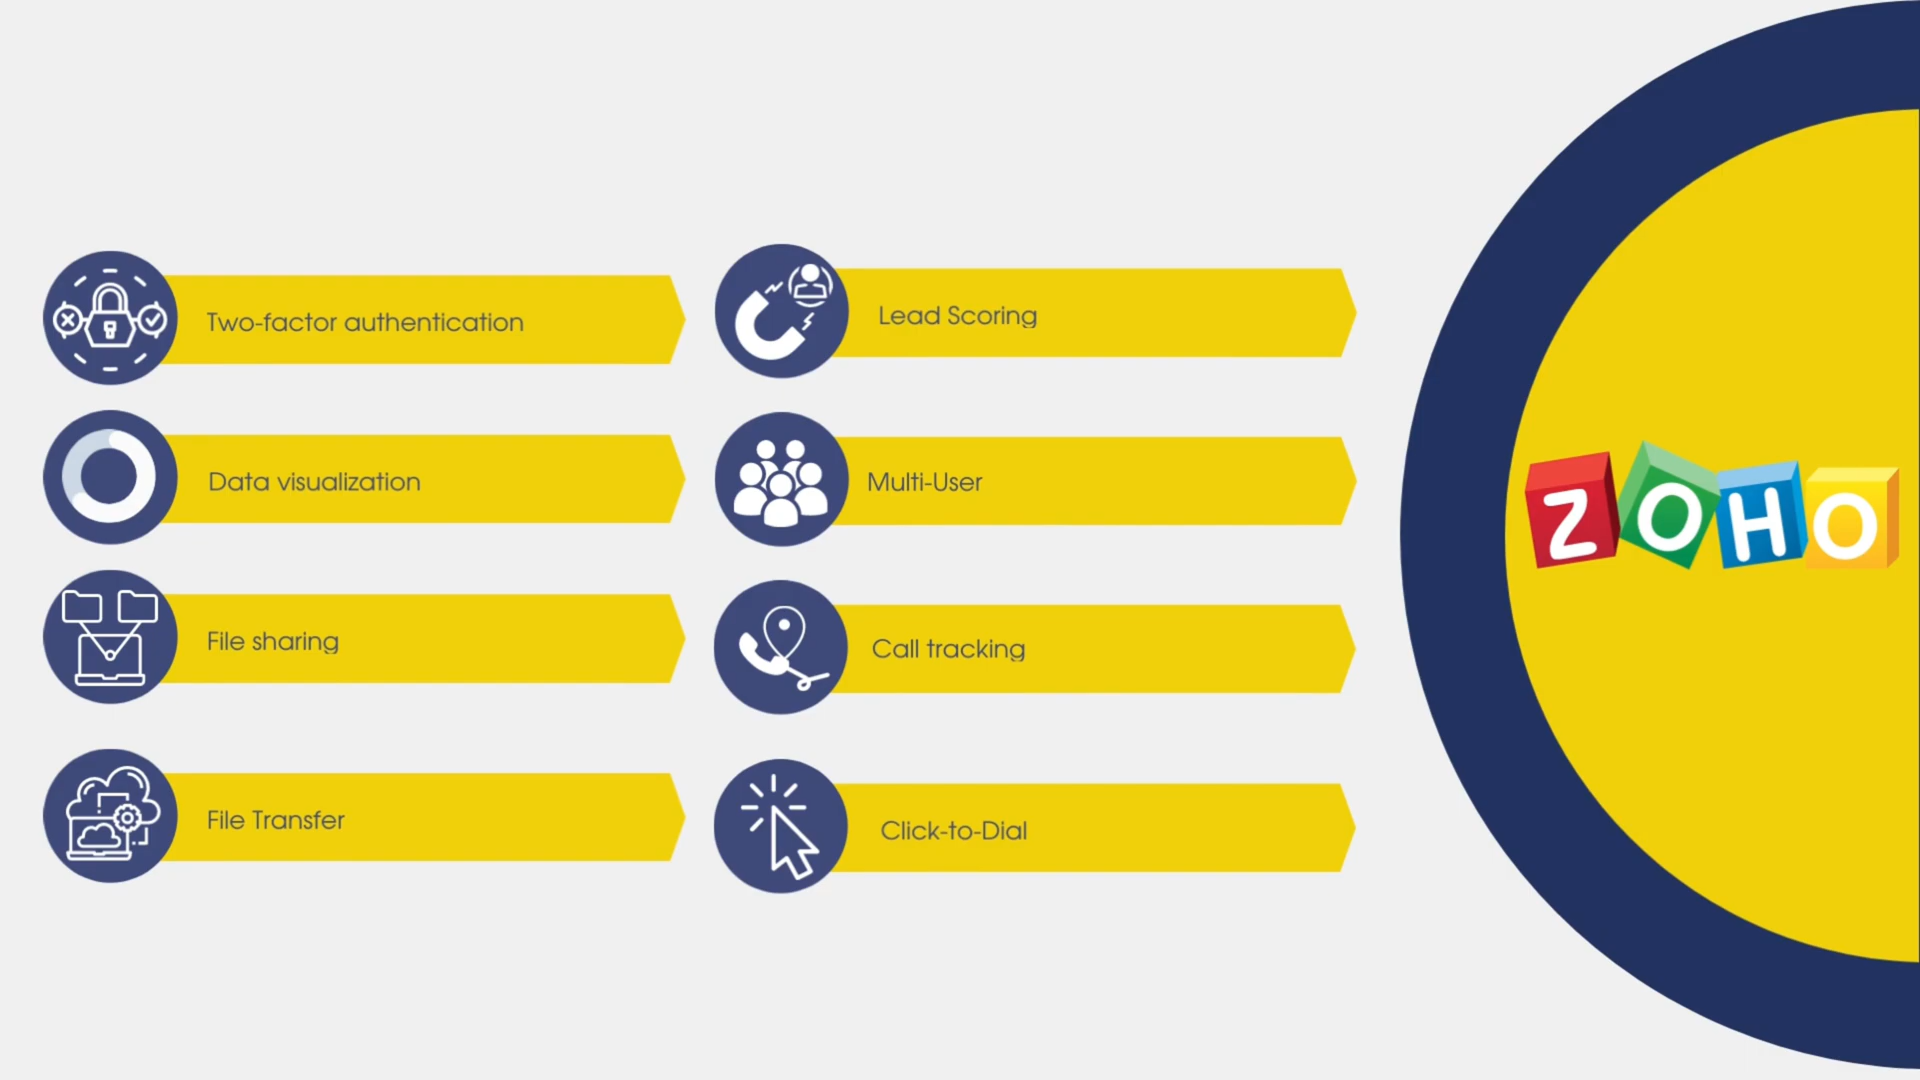 Two-factor authentication
Data visualization
File sharing
File Transfer
Lead Scoring
Multi-User
Call tracking
Click-to-Dial
ZOHO